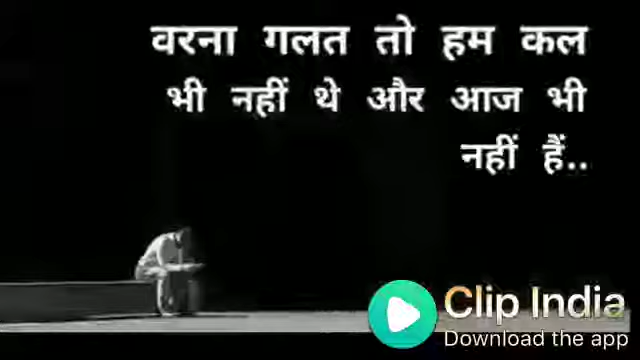 वरना गलत तो हम कल
भी नहीं थे और आज भी
नहीं हैं..
Clip India
Download the app